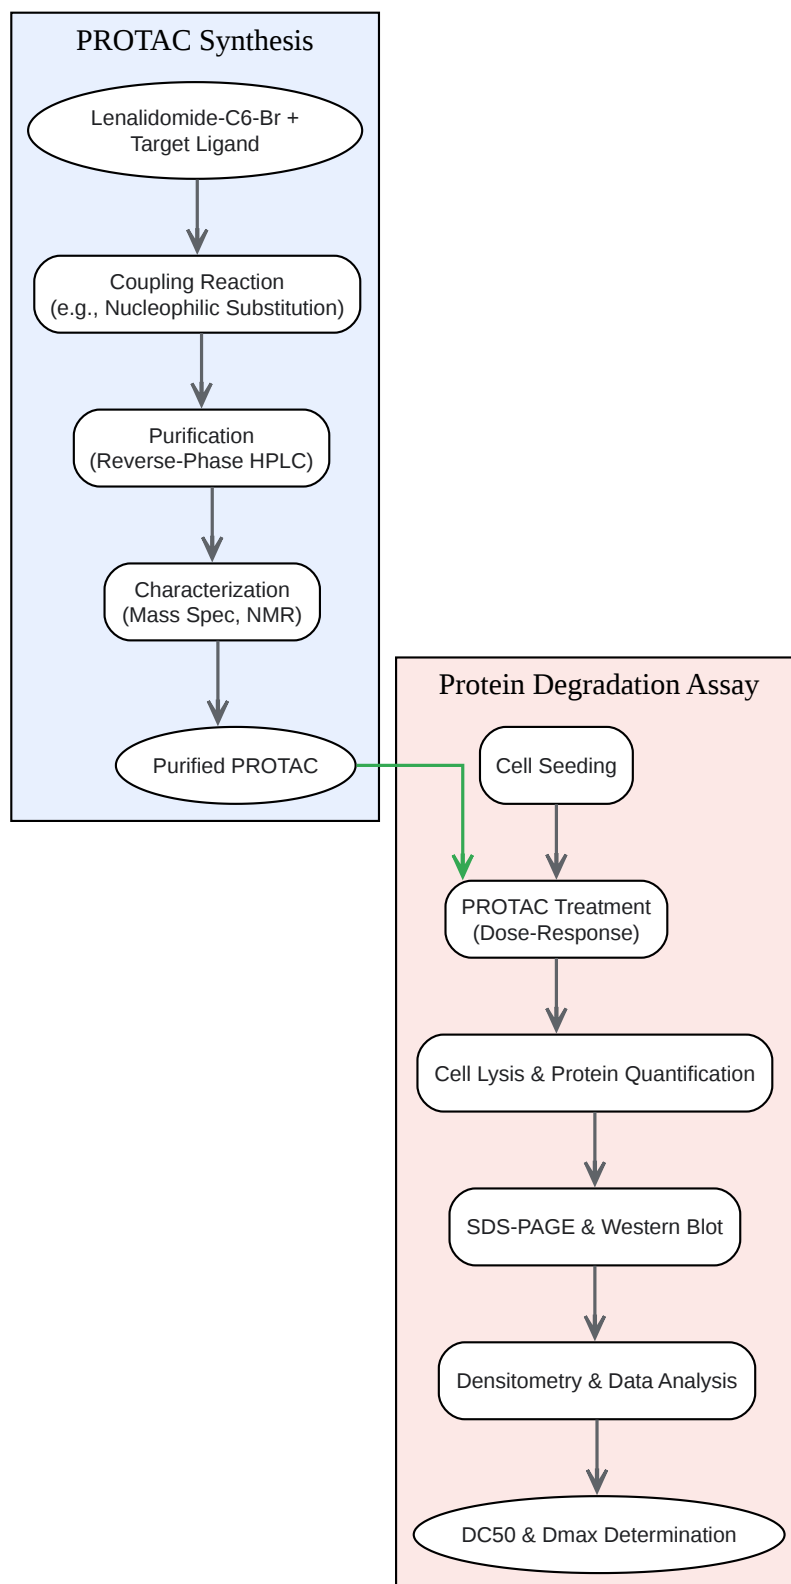 PROTAC Synthesis
Lenalidomide-C6-Br +
Target Ligand
Coupling Reaction
(e.g., Nucleophilic Substitution)
Purification
(Reverse-Phase HPLC)
Characterization
(Mass Spec, NMR)
Purified PROTAC
Protein Degradation Assay
Cell Seeding
PROTAC Treatment
(Dose-Response)
Cell Lysis & Protein Quantification
SDS-PAGE & Western Blot
Densitometry & Data Analysis
DC50 & Dmax Determination